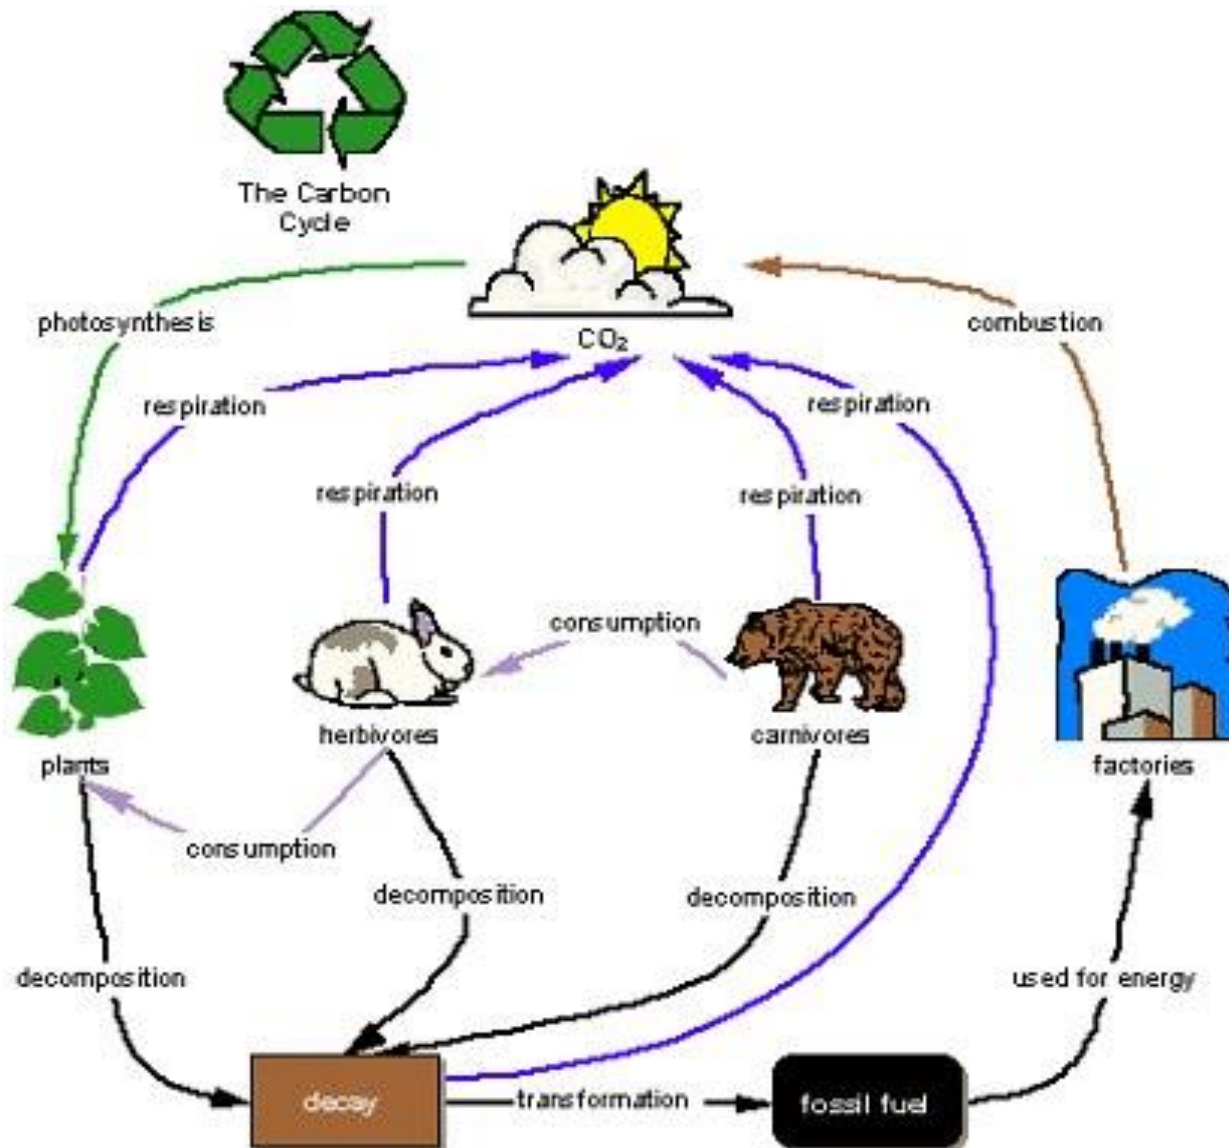 The Carbon
Cycle
CO₂
photosynthesis
combustion
respiration
respiration
respiration
respiration
consumption
herbivores
carnivores
plants
factories
consumption
decomposition
decomposition
decomposition
used for energy
decay
transformation
fossil fuel